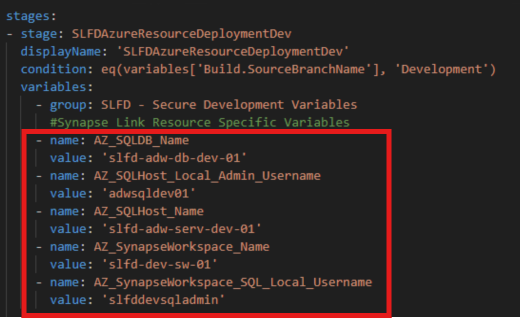 stages:
- stage: SLFDAzureResourceDeploymentDev
displayName: 'SLFDAzureResourceDeploymentDev'
condition: eq(variables['Build.SourceBranchName'], 'Development')
variables:
- group: SLFD - Secure Development Variables
#Synapse Link Resource Specific Variables
- name: AZ_SQLDB_Name
value: 'slfd-adw-db-dev-01'
- name: AZ_SQLHost_Local_Admin_Username
value: 'adwsqldev01'
- name: AZ_SQLHost_Name
value: 'slfd-adw-serv-dev-01'
- name: AZ_SynapseWorkspace_Name
value: 'slfd-dev-sw-01'
- name: AZ_SynapseWorkspace_SQL_Local_Username
value: 'slfddevsqladmin'